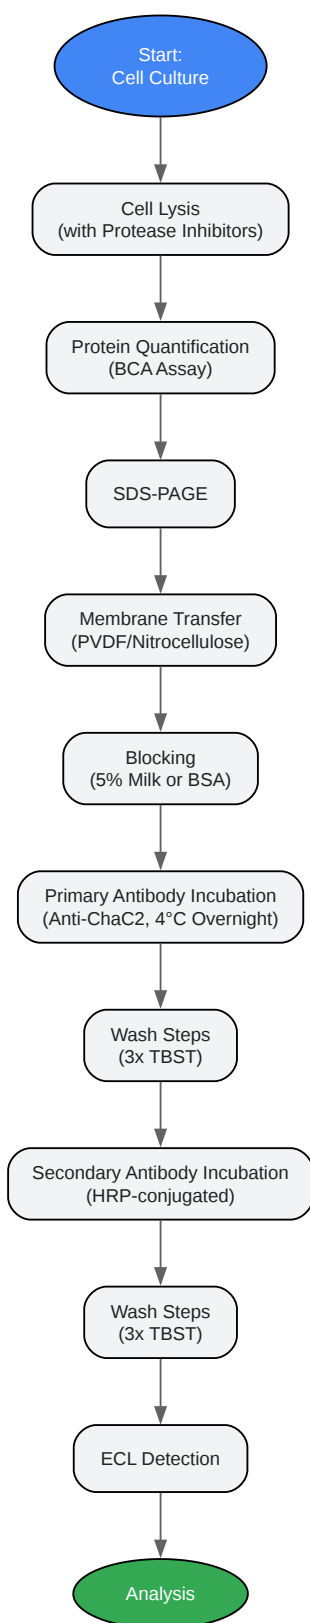 Start:
Cell Culture
Cell Lysis
(with Protease Inhibitors)
Protein Quantification
(BCA Assay)
SDS-PAGE
Membrane Transfer
(PVDF/Nitrocellulose)
Blocking
(5% Milk or BSA)
Primary Antibody Incubation
(Anti-ChaC2, 4°C Overnight)
Wash Steps
(3x TBST)
Secondary Antibody Incubation
(HRP-conjugated)
Wash Steps
(3x TBST)
ECL Detection
Analysis